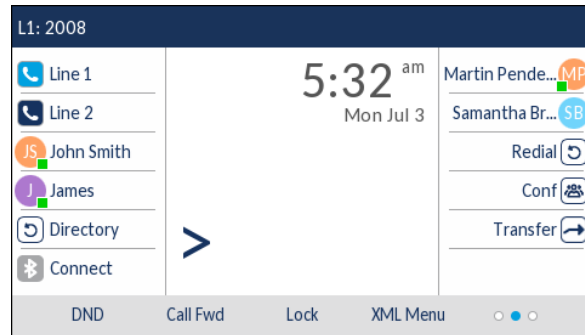 L1: 2008
Line 1
Line 2
JS John Smith
J James
Directory
Connect
5:32 am
Mon Jul 3
>
Martin Pende... MP
Samantha Br... SB
Redial
Conf
Transfer
DND Call Fwd Lock XML Menu